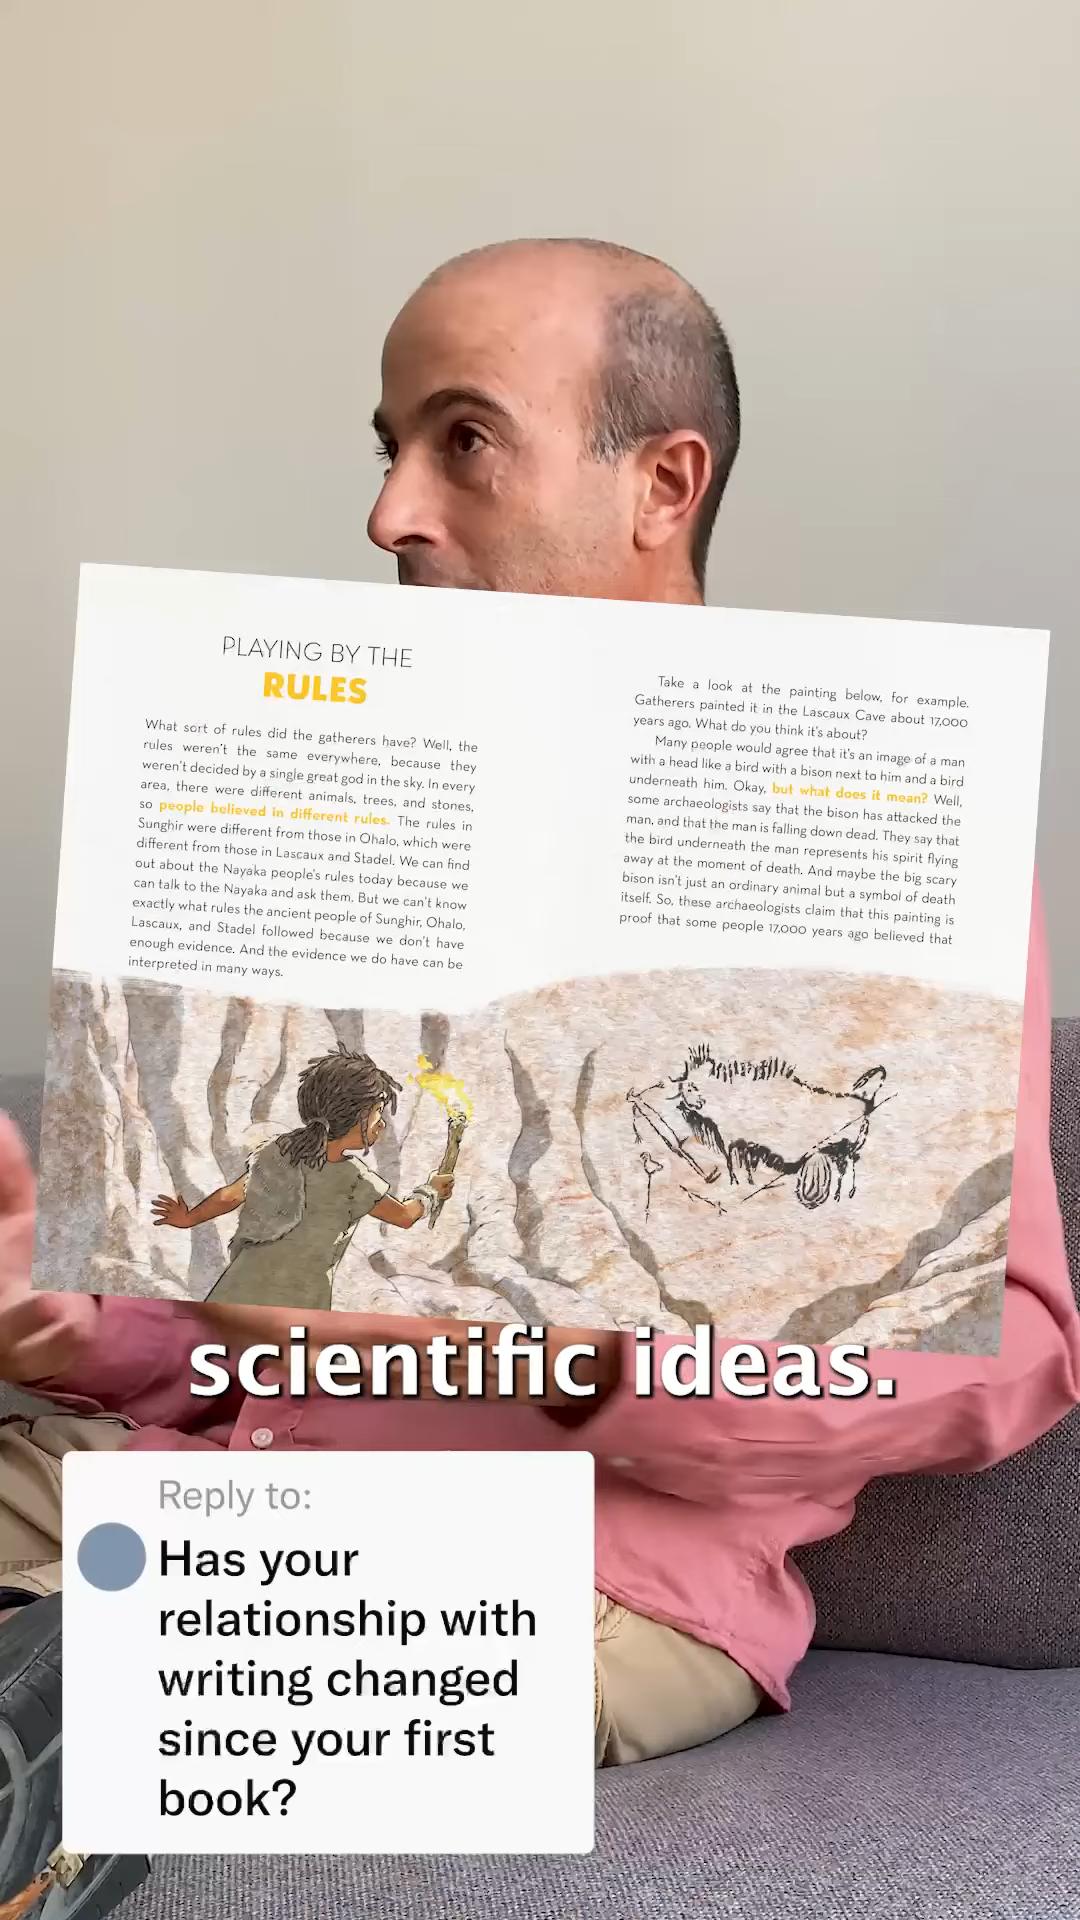 PLAYING BY THE
RULES
What sort of rules did the gatherers have? Well, the
rules weren't the same everywhere, because they
weren't decided by a single great god in the sky. In every
area, there were different animals, trees, and stones,
so people believed in different rules. The rules in
Sunghir were different from those in Ohalo, which were
different from those in Lascaux and Stadel. We can find
out about the Nayaka people's rules today because we
can talk to the Nayaka and ask them. But we can't know
exactly what rules the ancient people of Sunghir, Ohalo,
Lascaux, and Stadel followed because we don't have
enough evidence. And the evidence we do have can be
interpreted in many ways.
Take a look at the painting below, for example.
Gatherers painted it in the Lascaux Cave about 17,000
years ago. What do you think it's about?
Many people would agree that it's an image of a man
with a head like a bird with a bison next to him and a bird
underneath him. Okay, but what does it mean? Well,
some archaeologists say that the bison has attacked the
man, and that the man is falling down dead. They say that
the bird underneath the man represents his spirit flying
away at the moment of death. And maybe the big scary
bison isn't just an ordinary animal but a symbol of death
itself. So, these archaeologists claim that this painting is
proof that some people 17,000 years ago believed that
scientific ideas.
Reply to:
Has your
relationship with
writing changed
since your first
book?